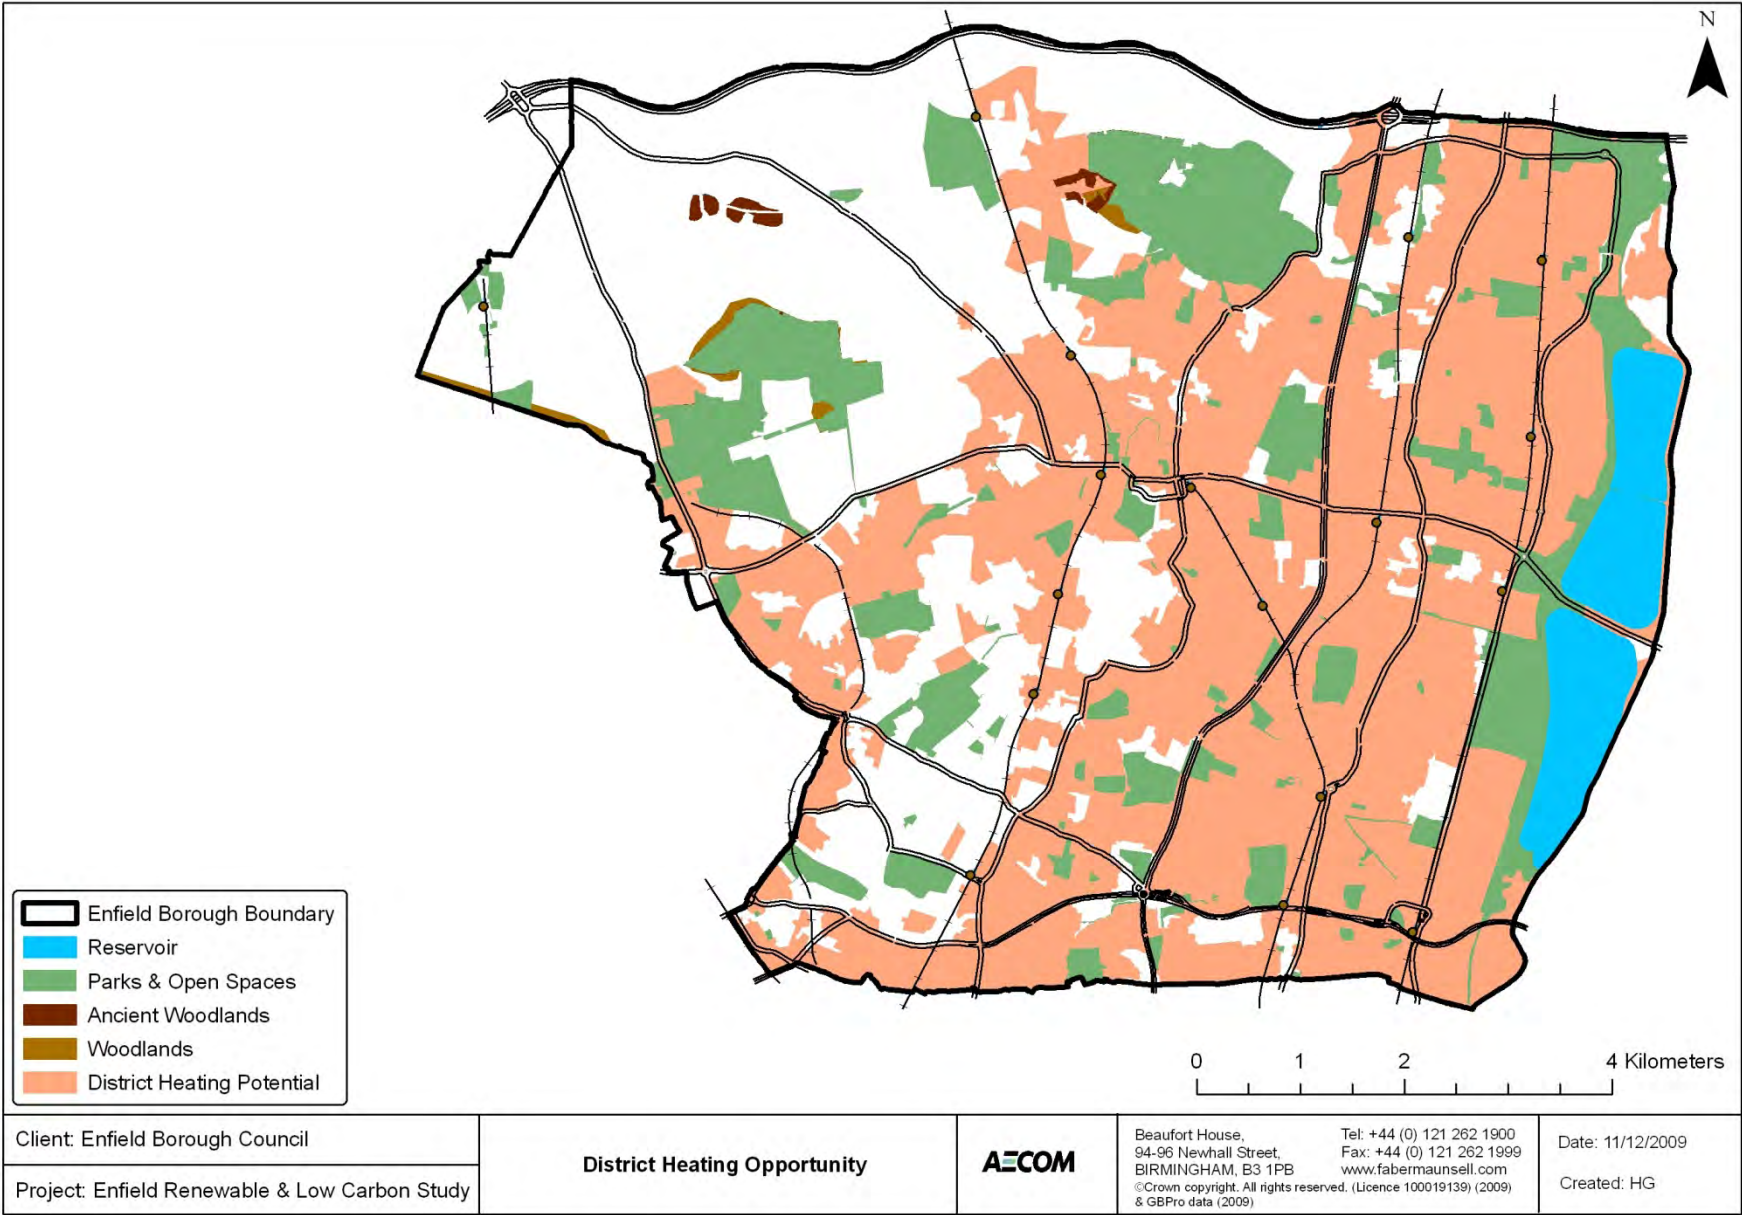 N
Enfield Borough Boundary
Reservoir
Parks & Open Spaces
Ancient Woodlands
Woodlands
District Heating Potential
0 1 2 4 Kilometers
Client: Enfield Borough Council
Project: Enfield Renewable & Low Carbon Study
District Heating Opportunity
AECOM
Beaufort House,
94-96 Newhall Street,
BIRMINGHAM, B3 1PB
Tel: +44 (0) 121 262 1900
Fax: +44 (0) 121 262 1999
www.fabermaunsell.com
©Crown copyright. All rights reserved. (Licence 100019139) (2009)
& GBPro data (2009)
Date: 11/12/2009
Created: HG